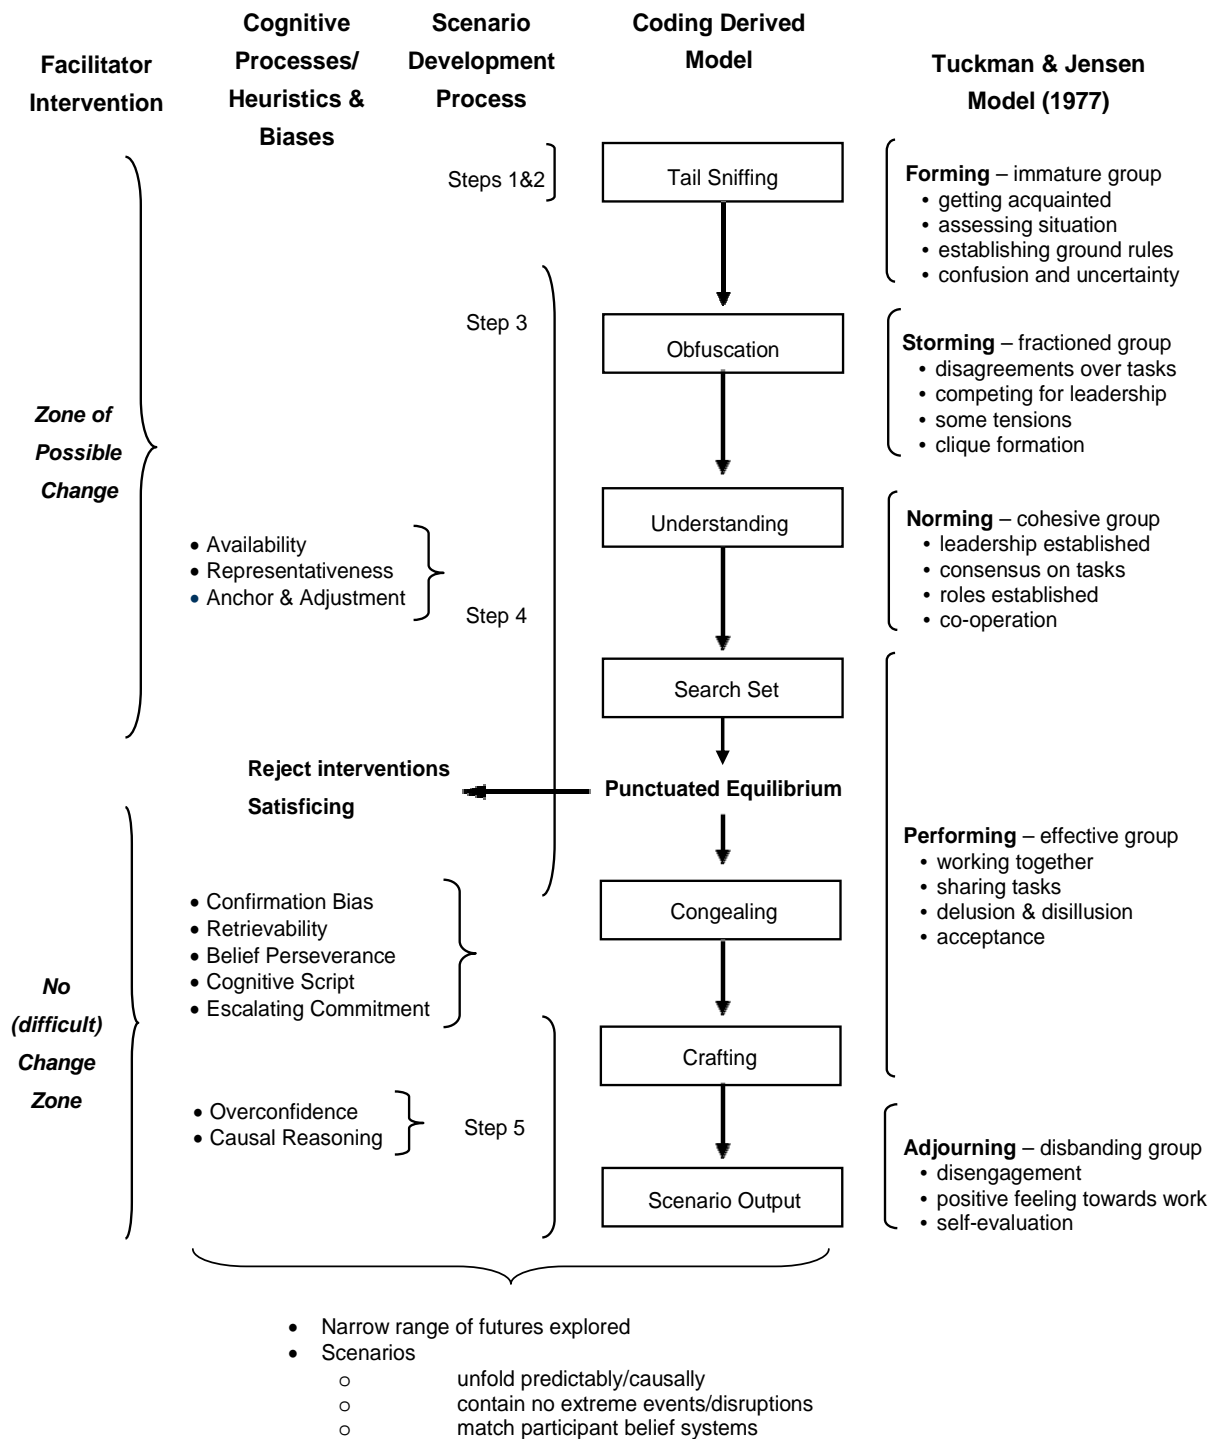 Facilitator
Intervention
Cognitive
Processes/
Heuristics &
Biases
Scenario
Development
Process
Coding Derived
Model
Tuckman & Jensen
Model (1977)
Zone of
Possible
Change
No
(difficult)
Change
Zone
• Availability
• Representativeness
• Anchor & Adjustment
Reject interventions
Satisficing
• Confirmation Bias
• Retrievability
• Belief Perseverance
• Cognitive Script
• Escalating Commitment
• Overconfidence
• Causal Reasoning
Steps 1&2
Step 3
Step 4
Step 5
Tail Sniffing
Obfuscation
Understanding
Search Set
Punctuated Equilibrium
Congealing
Crafting
Scenario Output
Forming – immature group
• getting acquainted
• assessing situation
• establishing ground rules
• confusion and uncertainty
Storming – fractioned group
• disagreements over tasks
• competing for leadership
• some tensions
• clique formation
Norming – cohesive group
• leadership established
• consensus on tasks
• roles established
• co-operation
Performing – effective group
• working together
• sharing tasks
• delusion & disillusion
• acceptance
Adjourning – disbanding group
• disengagement
• positive feeling towards work
• self-evaluation
• Narrow range of futures explored
• Scenarios
o unfold predictably/causally
o contain no extreme events/disruptions
o match participant belief systems